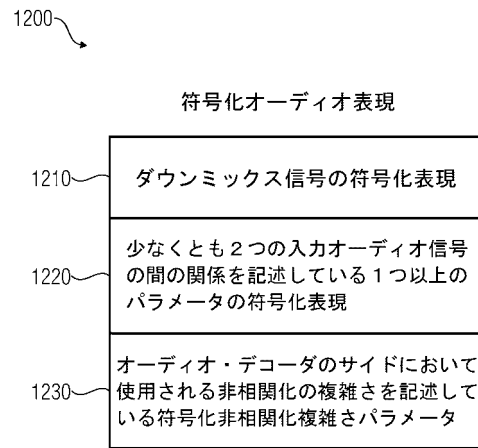 1200
符号化オーディオ表現
1210
ダウンミックス信号の符号化表現
1220
少なくとも２つの入力オーディオ信号
の間の関係を記述している１つ以上の
パラメータの符号化表現
1230
オーディオ・デコーダのサイドにおいて
使用される非相関化の複雑さを記述して
いる符号化非相関化複雑さパラメータ